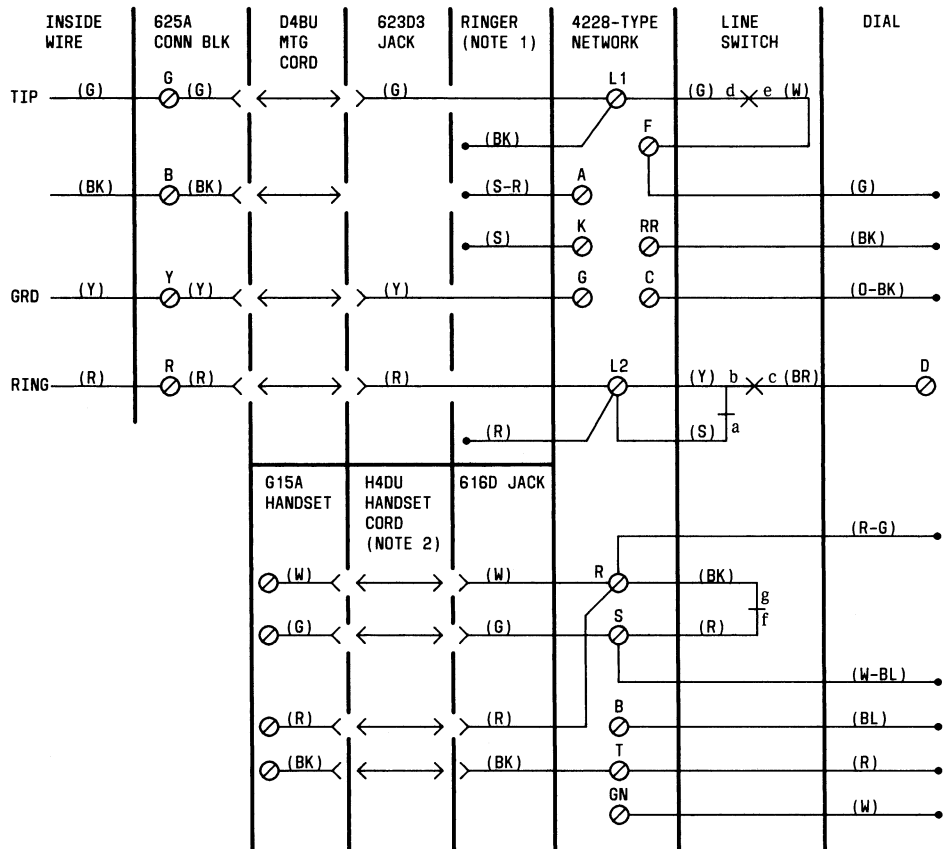 INSIDE WIRE
625A CONN BLK
D4BU MTG CORD
623D3 JACK
RINGER (NOTE 1)
4228-TYPE NETWORK
LINE SWITCH
DIAL
G L1
TIP (G) (G) (G) (G) d e (W)
F
(BK)
B A
(BK) (BK) (S-R) (G)
K RR
(S) (BK)
Y G C
GRD (Y) (Y) (Y) (O-BK)
R L2 D
RING (R) (R) (R) (Y) b c (BR)
a
(R) (S)
G15A HANDSET
H4DU HANDSET CORD (NOTE 2)
616D JACK
(R-G)
(W) (W) R (BK)
g
f
S
(G) (G) (R)
(W-BL)
B
(R) (R) (BL)
T
(BK) (BK) (R)
GN
(W)